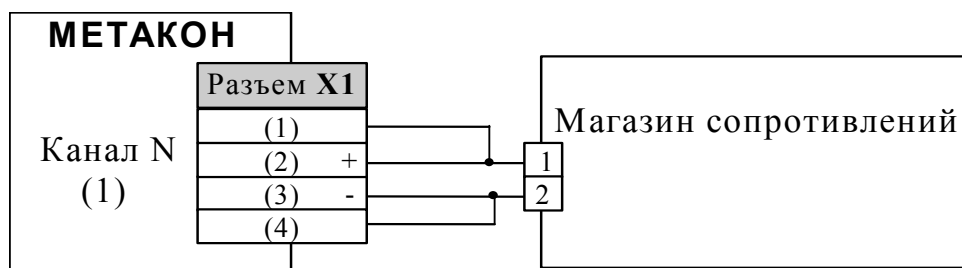 МЕТАКОН
Разъем X1
(1)
(2) +
(3) -
(4)
Канал N
(1)
Магазин сопротивлений
1
2